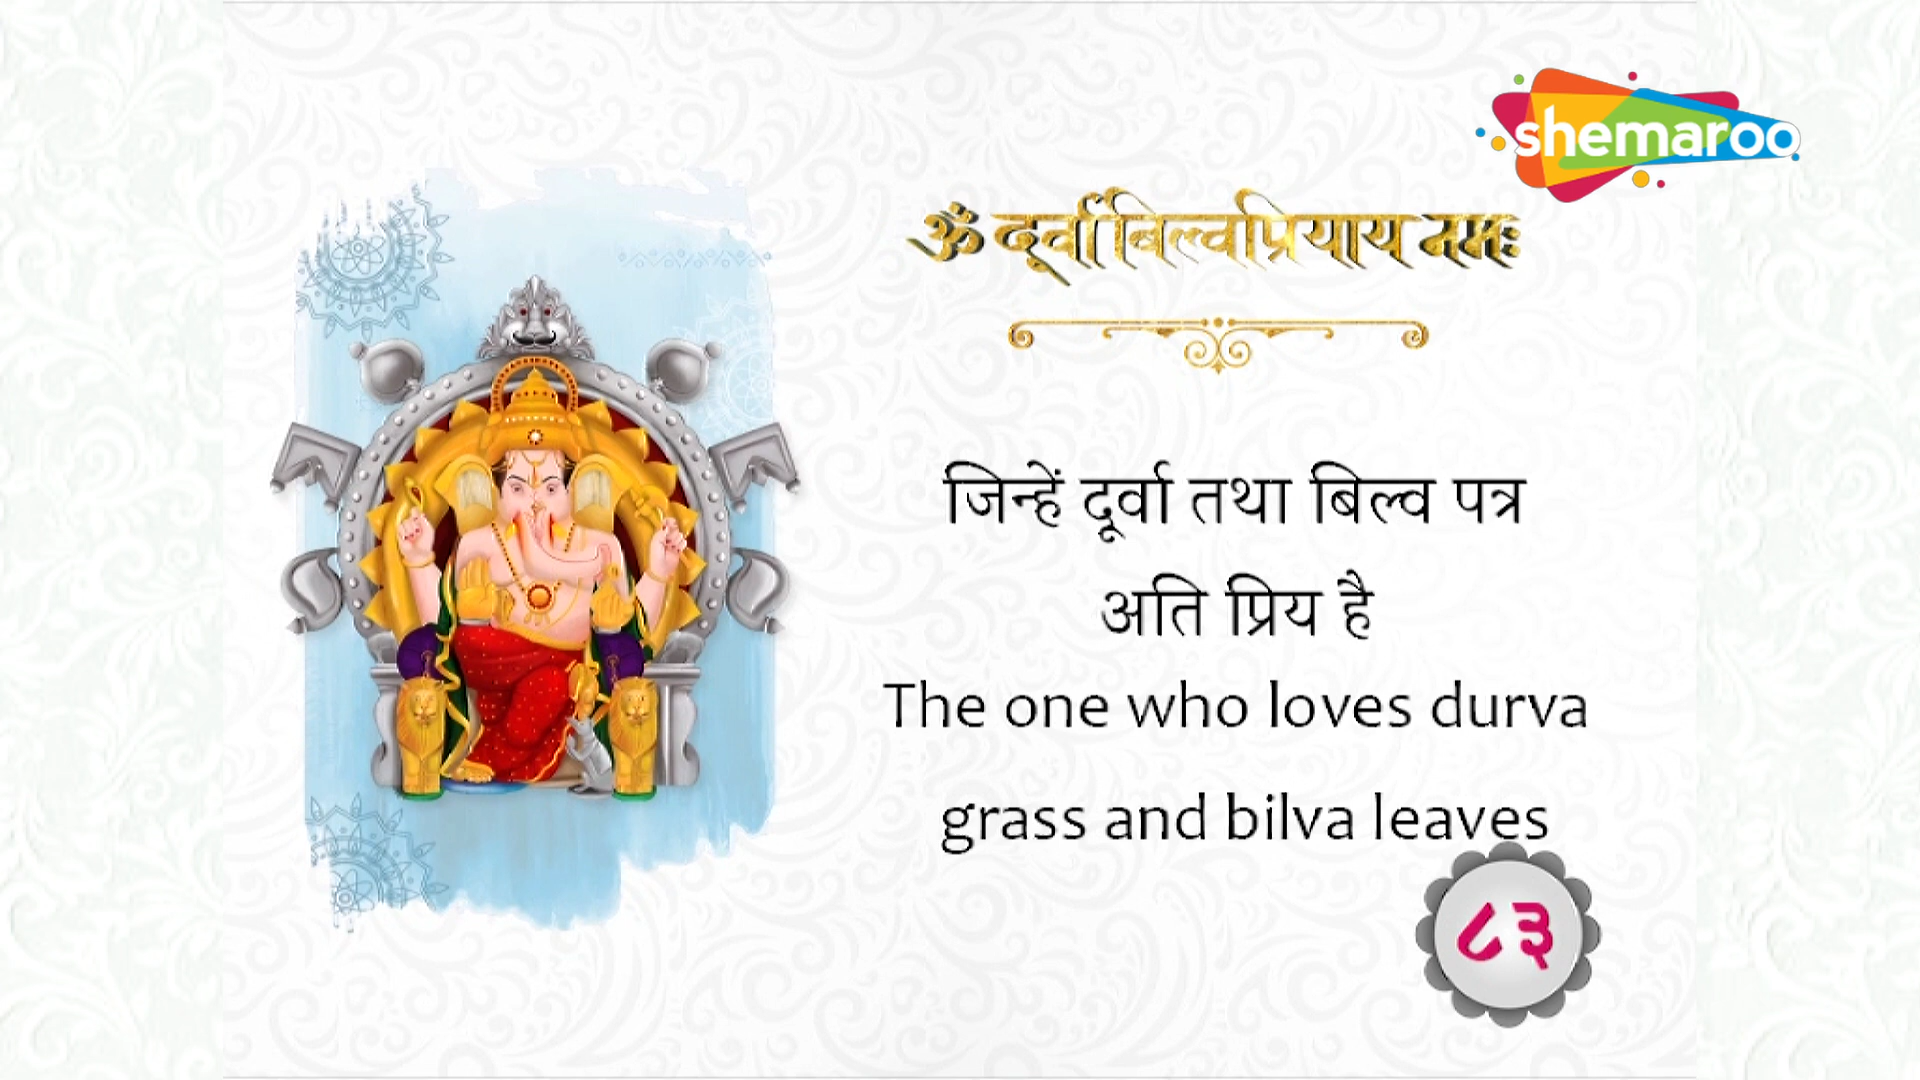 shemaroo
ॐ दूर्वाबिल्वप्रियाय नमः
जिन्हें दूर्वा तथा बिल्व पत्र
अति प्रिय है
The one who loves durva
grass and bilva leaves
८३